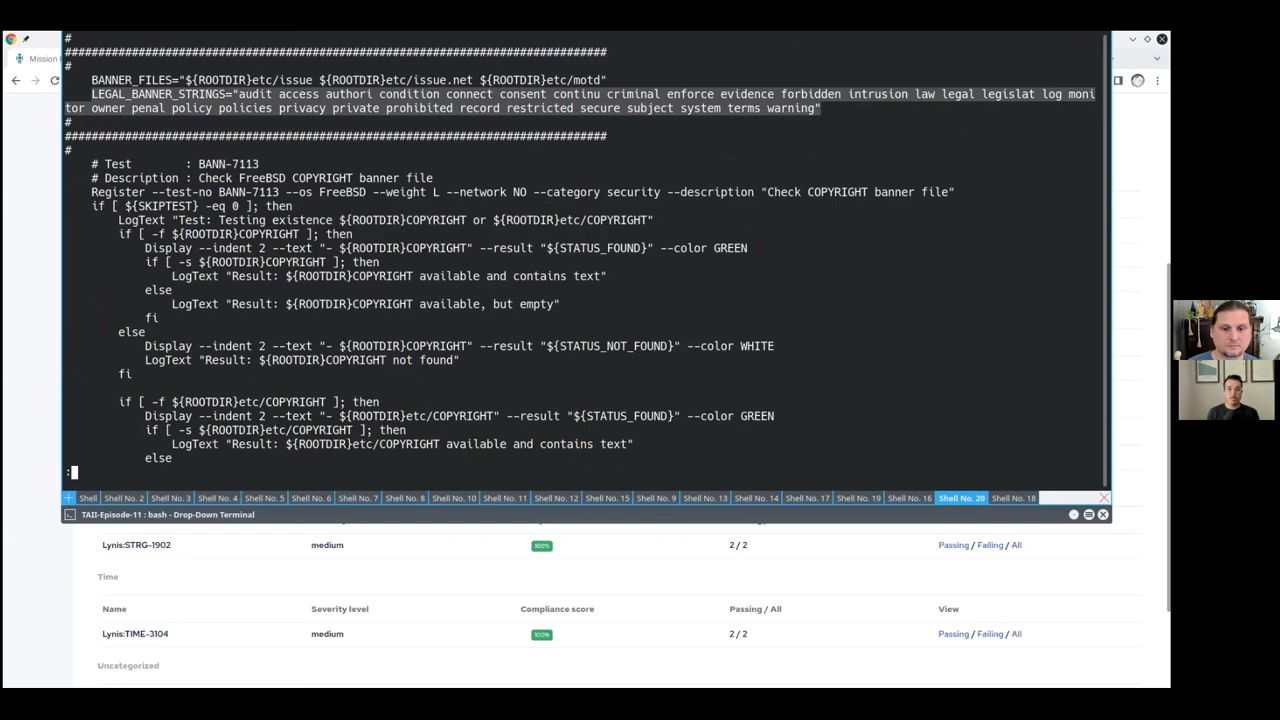 #
################################################################################
#
BANNER_FILES="${ROOTDIR}etc/issue ${ROOTDIR}etc/issue.net ${ROOTDIR}etc/motd"
LEGAL_BANNER_STRINGS="audit access authori condition connect consent continu criminal enforce evidence forbidden intrusion law legal legislat log moni
tor owner penal policy policies privacy private prohibited record restricted secure subject system terms warning"
#
################################################################################
#
# Test        : BANN-7113
# Description : Check FreeBSD COPYRIGHT banner file
Register --test-no BANN-7113 --os FreeBSD --weight L --network NO --category security --description "Check COPYRIGHT banner file"
if [ ${SKIPTEST} -eq 0 ]; then
LogText "Test: Testing existence ${ROOTDIR}COPYRIGHT or ${ROOTDIR}etc/COPYRIGHT"
if [ -f ${ROOTDIR}COPYRIGHT ]; then
Display --indent 2 --text "- ${ROOTDIR}COPYRIGHT" --result "${STATUS_FOUND}" --color GREEN
if [ -s ${ROOTDIR}COPYRIGHT ]; then
LogText "Result: ${ROOTDIR}COPYRIGHT available and contains text"
else
LogText "Result: ${ROOTDIR}COPYRIGHT available, but empty"
fi
else
Display --indent 2 --text "- ${ROOTDIR}COPYRIGHT" --result "${STATUS_NOT_FOUND}" --color WHITE
LogText "Result: ${ROOTDIR}COPYRIGHT not found"
fi
if [ -f ${ROOTDIR}etc/COPYRIGHT ]; then
Display --indent 2 --text "- ${ROOTDIR}etc/COPYRIGHT" --result "${STATUS_FOUND}" --color GREEN
if [ -s ${ROOTDIR}etc/COPYRIGHT ]; then
LogText "Result: ${ROOTDIR}etc/COPYRIGHT available and contains text"
else
:
Shell Shell No. 2 Shell No. 3 Shell No. 4 Shell No. 5 Shell No. 6 Shell No. 7 Shell No. 8 Shell No. 10 Shell No. 11 Shell No. 12 Shell No. 15 Shell No. 9 Shell No. 13 Shell No. 14 Shell No. 17 Shell No. 19 Shell No. 16 Shell No. 20 Shell No. 18
TAII-Episode-11 : bash - Drop-Down Terminal
Mission
Lynis:STRG-1902 medium 100% 2 / 2 Passing / Failing / All
Time
Name Severity level Compliance score Passing / All View
Lynis:TIME-3104 medium 100% 2 / 2 Passing / Failing / All
Uncategorized